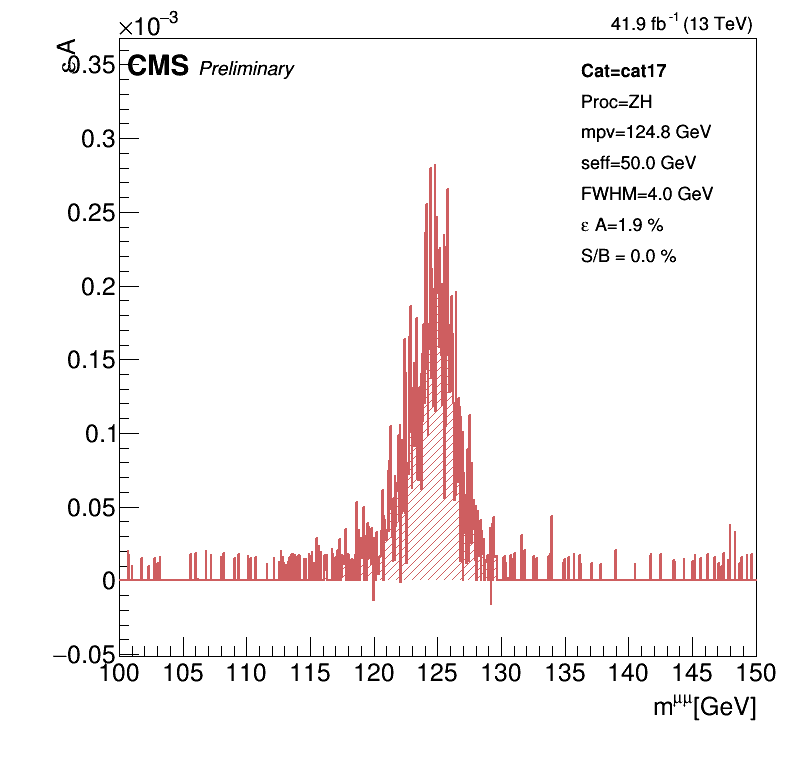 ×10⁻³
41.9 fb⁻¹ (13 TeV)
ε A
CMS Preliminary
Cat=cat17
Proc=ZH
mpv=124.8 GeV
seff=50.0 GeV
FWHM=4.0 GeV
ε A=1.9 %
S/B = 0.0 %
0.35
0.3
0.25
0.2
0.15
0.1
0.05
0
−0.05
100 105 110 115 120 125 130 135 140 145 150
m^μμ[GeV]